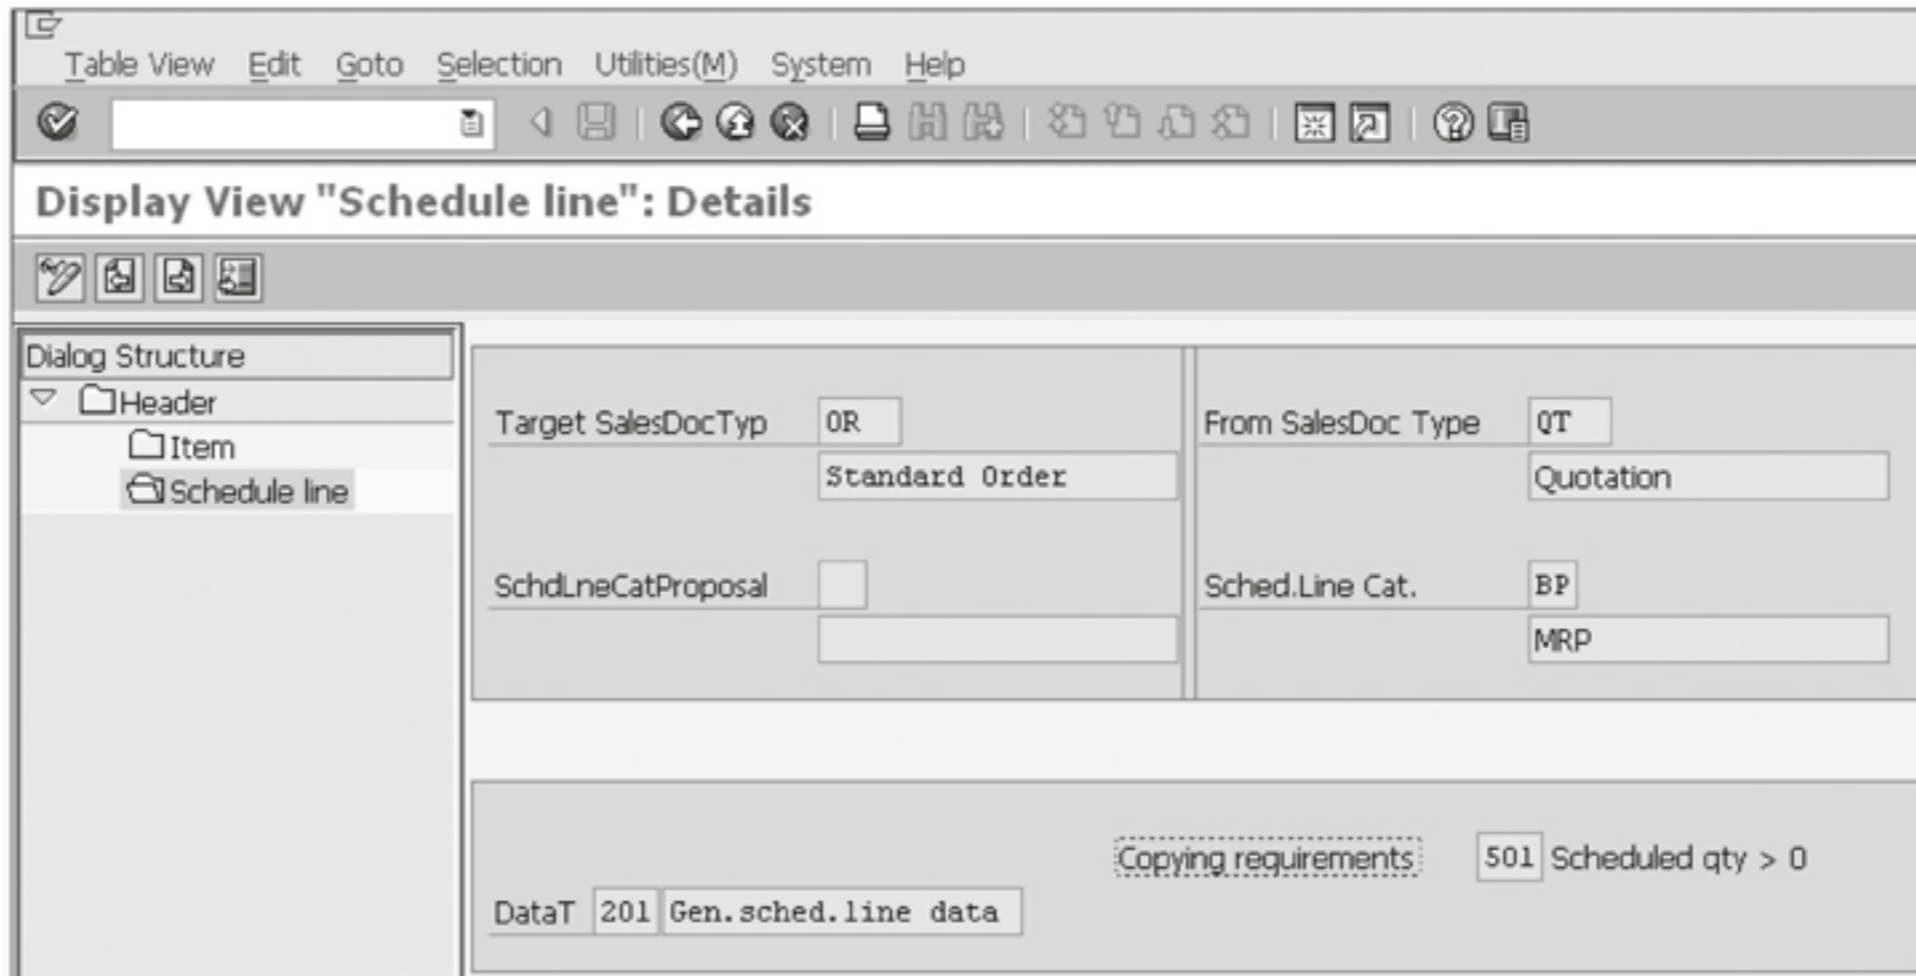 Table View Edit Goto Selection Utilities(M) System Help
Display View "Schedule line": Details
Dialog Structure
Header
Item
Schedule line
Target SalesDocTyp OR
Standard Order
From SalesDoc Type QT
Quotation
SchdLneCatProposal
Sched.Line Cat. BP
MRP
Copying requirements 501 Scheduled qty > 0
DataT 201 Gen.sched.line data